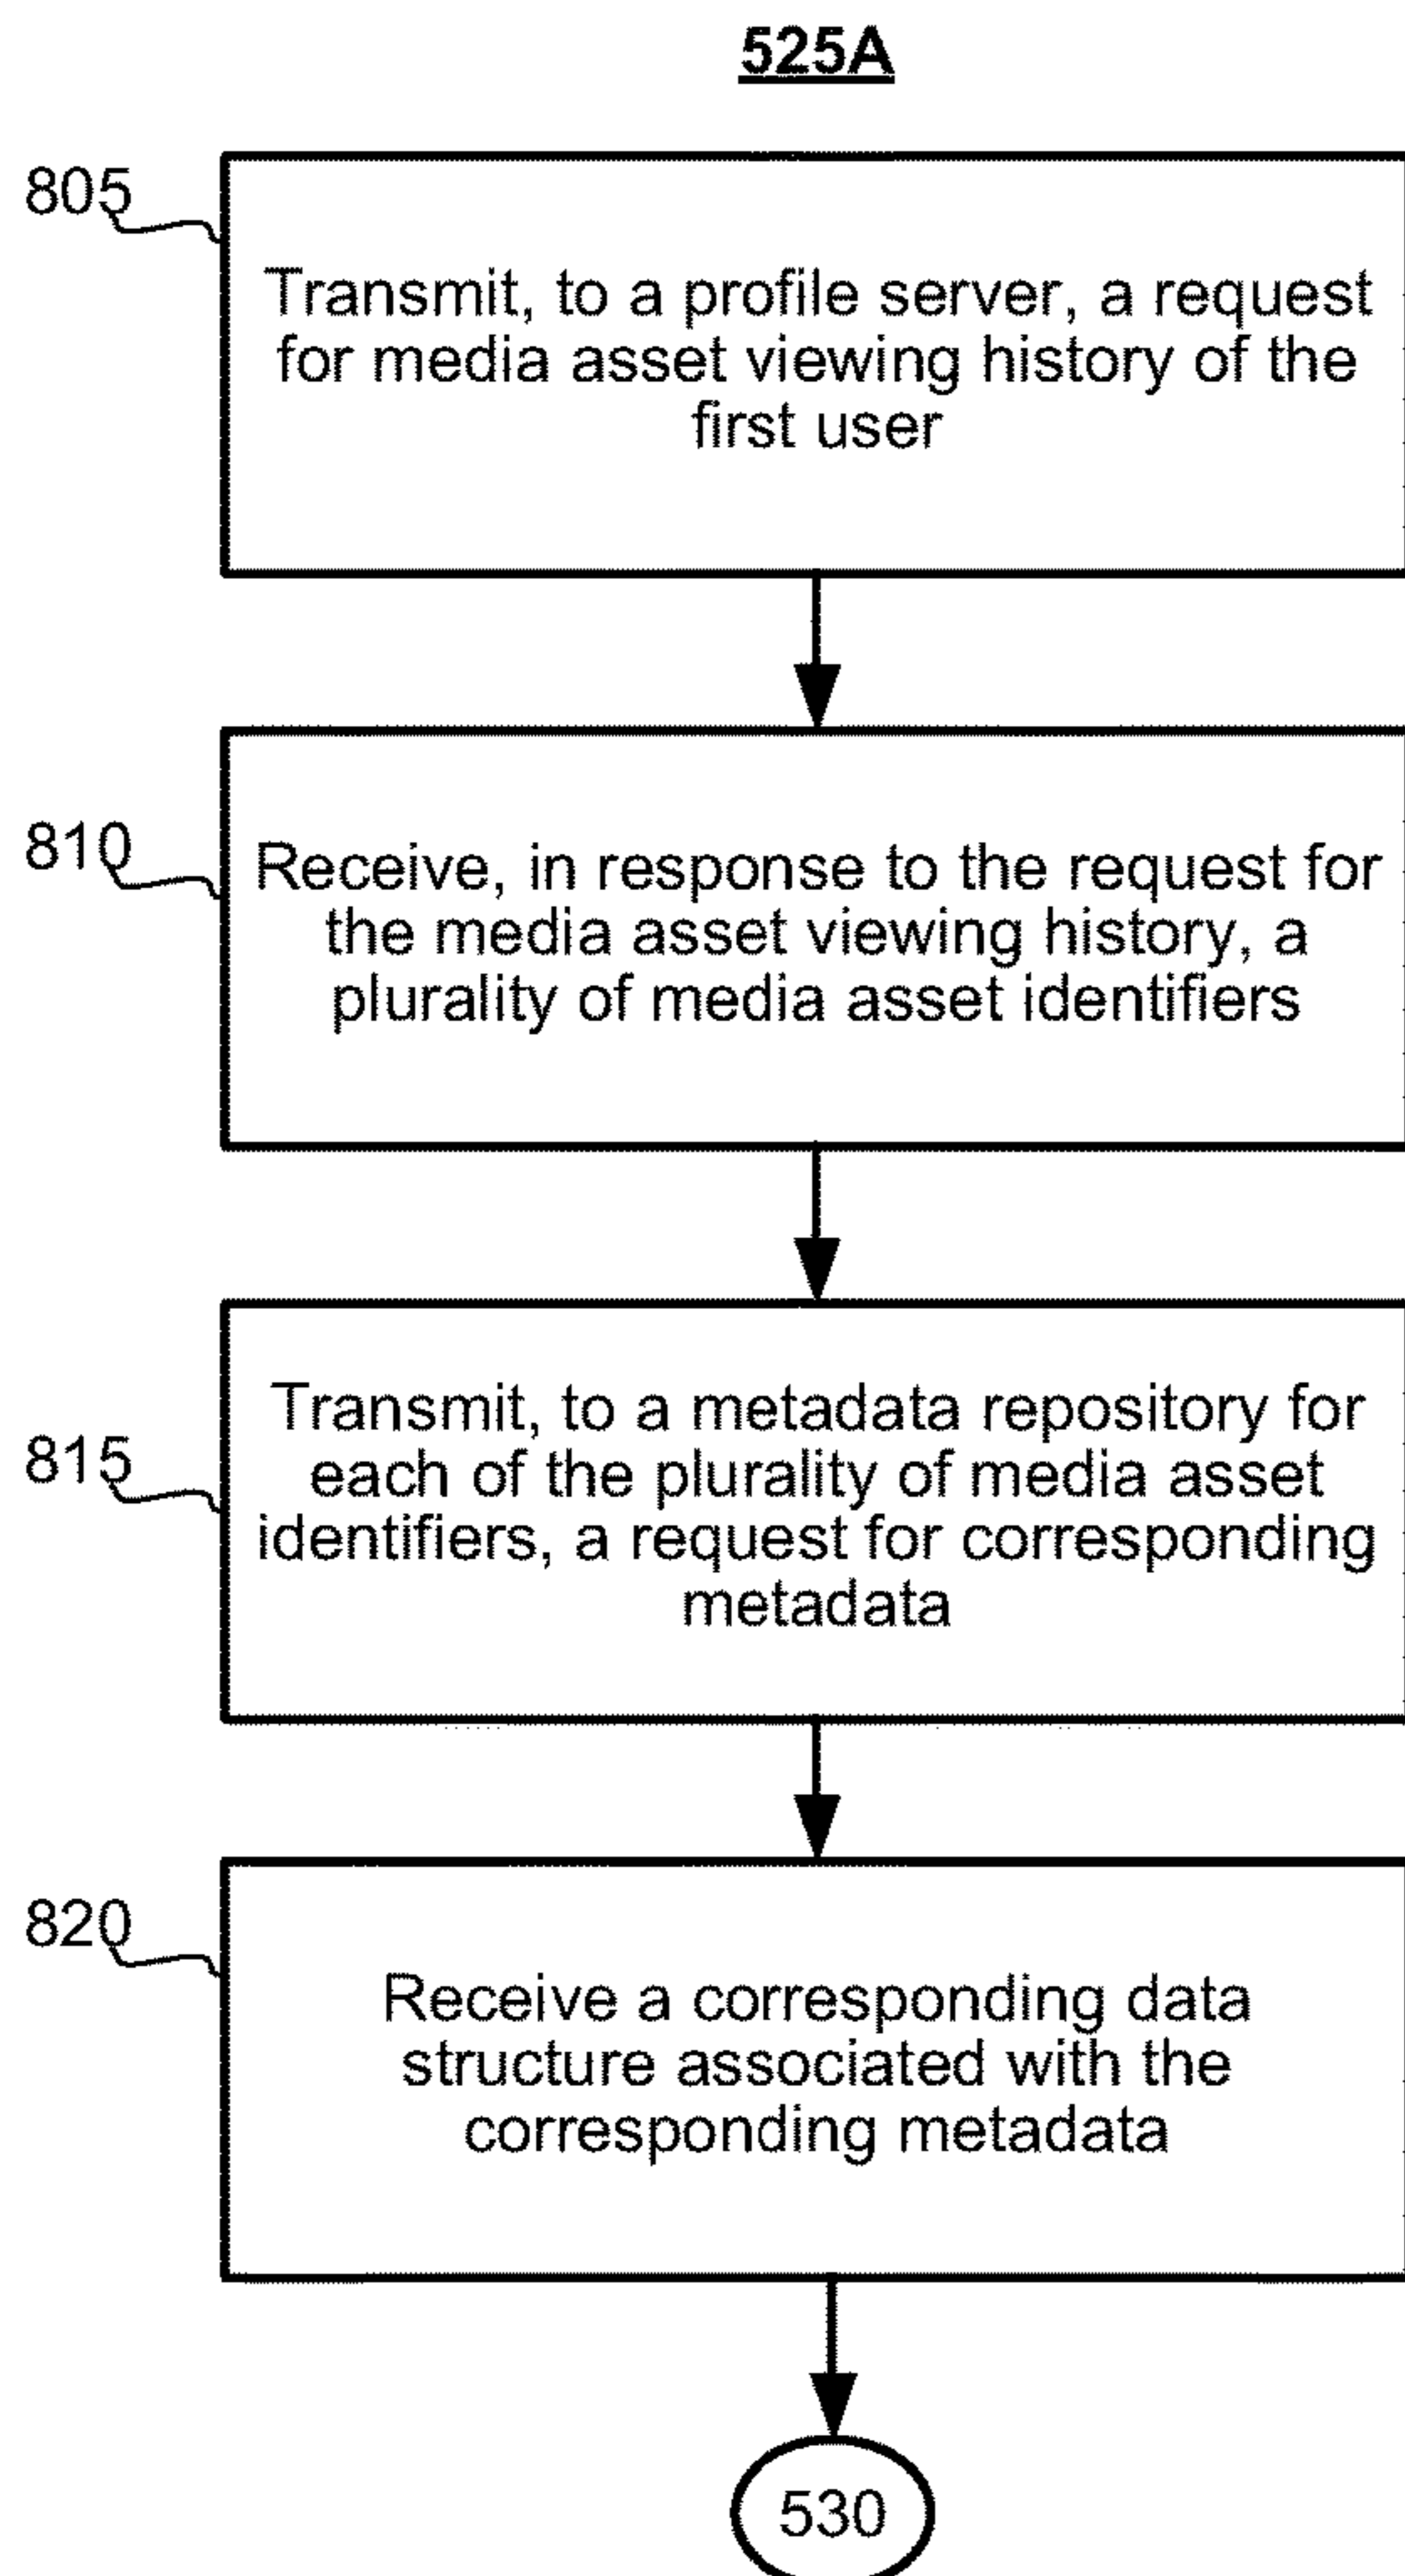 525A
805
Transmit, to a profile server, a request
for media asset viewing history of the
first user
810
Receive, in response to the request for
the media asset viewing history, a
plurality of media asset identifiers
815
Transmit, to a metadata repository for
each of the plurality of media asset
identifiers, a request for corresponding
metadata
820
Receive a corresponding data
structure associated with the
corresponding metadata
530